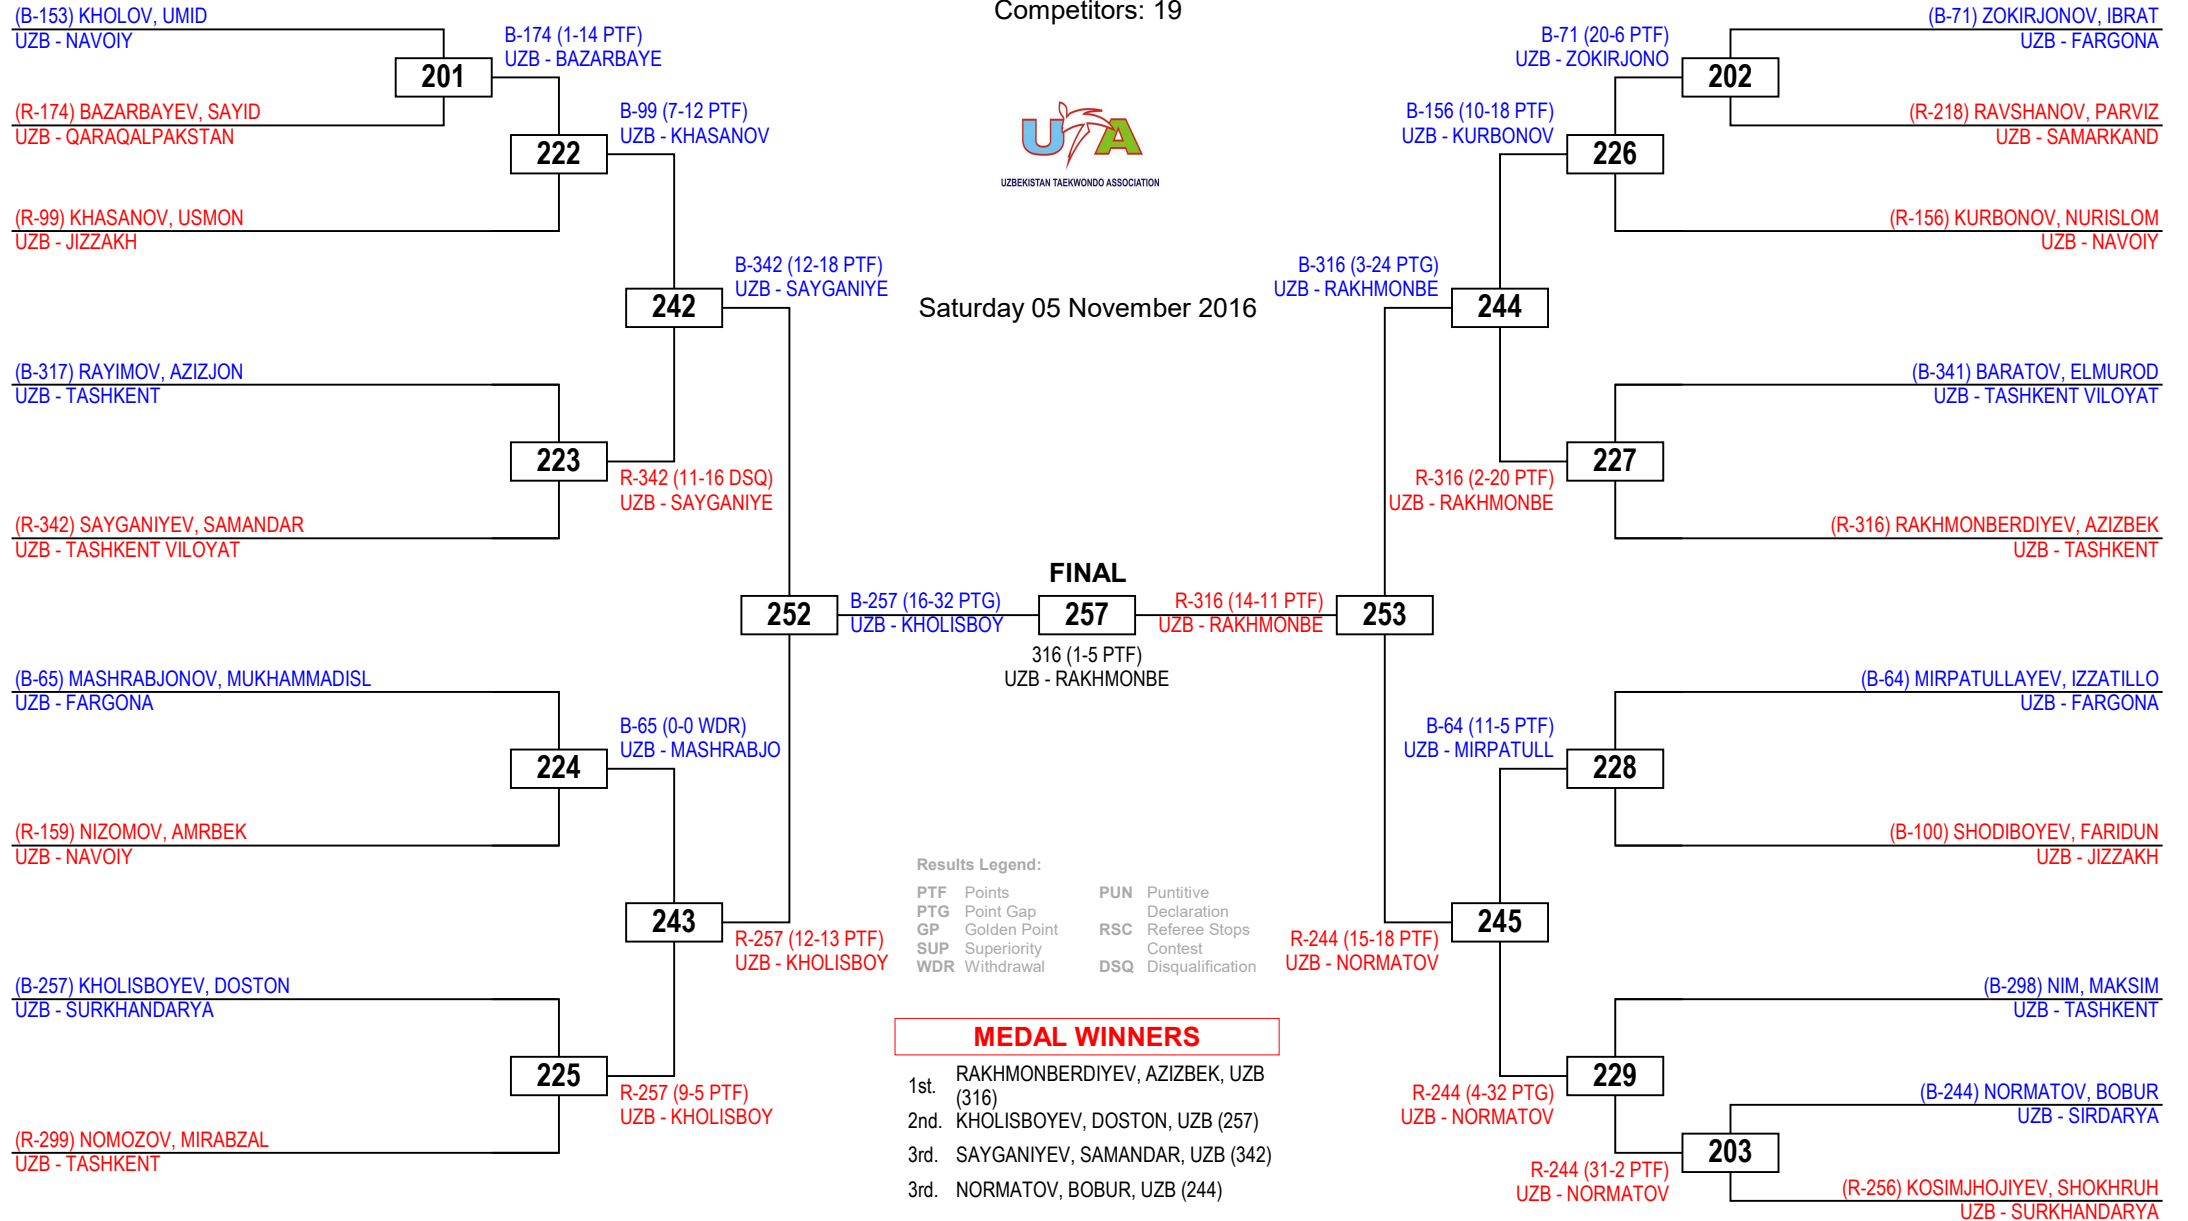 Competitors: 19
(B-153) KHOLOV, UMID
UZB - NAVOIY
201
(R-174) BAZARBAYEV, SAYID
UZB - QARAQALPAKSTAN
B-174 (1-14 PTF)
UZB - BAZARBAYE
222
(R-99) KHASANOV, USMON
UZB - JIZZAKH
B-99 (7-12 PTF)
UZB - KHASANOV
242
(B-317) RAYIMOV, AZIZJON
UZB - TASHKENT
223
(R-342) SAYGANIYEV, SAMANDAR
UZB - TASHKENT VILOYAT
R-342 (11-16 DSQ)
UZB - SAYGANIYE
B-342 (12-18 PTF)
UZB - SAYGANIYE
252
(B-65) MASHRABJONOV, MUKHAMMADISL
UZB - FARGONA
224
(R-159) NIZOMOV, AMRBEK
UZB - NAVOIY
B-65 (0-0 WDR)
UZB - MASHRABJO
243
(B-257) KHOLISBOYEV, DOSTON
UZB - SURKHANDARYA
225
(R-299) NOMOZOV, MIRABZAL
UZB - TASHKENT
R-257 (9-5 PTF)
UZB - KHOLISBOY
R-257 (12-13 PTF)
UZB - KHOLISBOY
UTA
UZBEKISTAN TAEKWONDO ASSOCIATION
Saturday 05 November 2016
FINAL
B-257 (16-32 PTG)
UZB - KHOLISBOY
257
R-316 (14-11 PTF)
UZB - RAKHMONBE
316 (1-5 PTF)
UZB - RAKHMONBE
253
(B-71) ZOKIRJONOV, IBRAT
UZB - FARGONA
202
(R-218) RAVSHANOV, PARVIZ
UZB - SAMARKAND
B-71 (20-6 PTF)
UZB - ZOKIRJONO
226
(R-156) KURBONOV, NURISLOM
UZB - NAVOIY
B-156 (10-18 PTF)
UZB - KURBONOV
244
B-316 (3-24 PTG)
UZB - RAKHMONBE
(B-341) BARATOV, ELMUROD
UZB - TASHKENT VILOYAT
227
(R-316) RAKHMONBERDIYEV, AZIZBEK
UZB - TASHKENT
R-316 (2-20 PTF)
UZB - RAKHMONBE
(B-64) MIRPATULLAYEV, IZZATILLO
UZB - FARGONA
228
(B-100) SHODIBOYEV, FARIDUN
UZB - JIZZAKH
B-64 (11-5 PTF)
UZB - MIRPATULL
245
R-244 (15-18 PTF)
UZB - NORMATOV
(B-298) NIM, MAKSIM
UZB - TASHKENT
229
R-244 (4-32 PTG)
UZB - NORMATOV
(B-244) NORMATOV, BOBUR
UZB - SIRDARYA
203
R-244 (31-2 PTF)
UZB - NORMATOV
(R-256) KOSIMJHOJIYEV, SHOKHRUH
UZB - SURKHANDARYA
Results Legend:
PTF Points
PTG Point Gap
GP Golden Point
SUP Superiority
WDR Withdrawal
PUN Puntitive
Declaration
RSC Referee Stops
Contest
DSQ Disqualification
MEDAL WINNERS
1st. RAKHMONBERDIYEV, AZIZBEK, UZB
(316)
2nd. KHOLISBOYEV, DOSTON, UZB (257)
3rd. SAYGANIYEV, SAMANDAR, UZB (342)
3rd. NORMATOV, BOBUR, UZB (244)